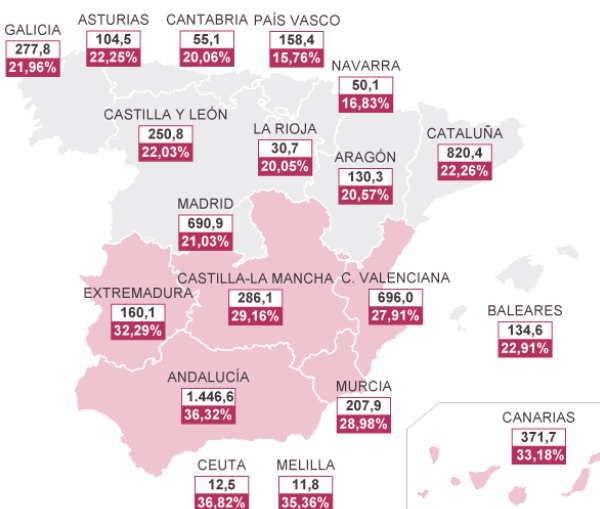 GALICIA
277,8
21,96%
ASTURIAS
104,5
22,25%
CANTABRIA
55,1
20,06%
PAÍS VASCO
158,4
15,76%
NAVARRA
50,1
16,83%
CASTILLA Y LEÓN
250,8
22,03%
LA RIOJA
30,7
20,05%
ARAGÓN
130,3
20,57%
CATALUÑA
820,4
22,26%
MADRID
690,9
21,03%
EXTREMADURA
160,1
32,29%
CASTILLA-LA MANCHA
286,1
29,16%
C. VALENCIANA
696,0
27,91%
BALEARES
134,6
22,91%
ANDALUCÍA
1.446,6
36,32%
MURCIA
207,9
28,98%
CANARIAS
371,7
33,18%
CEUTA
12,5
36,82%
MELILLA
11,8
35,36%